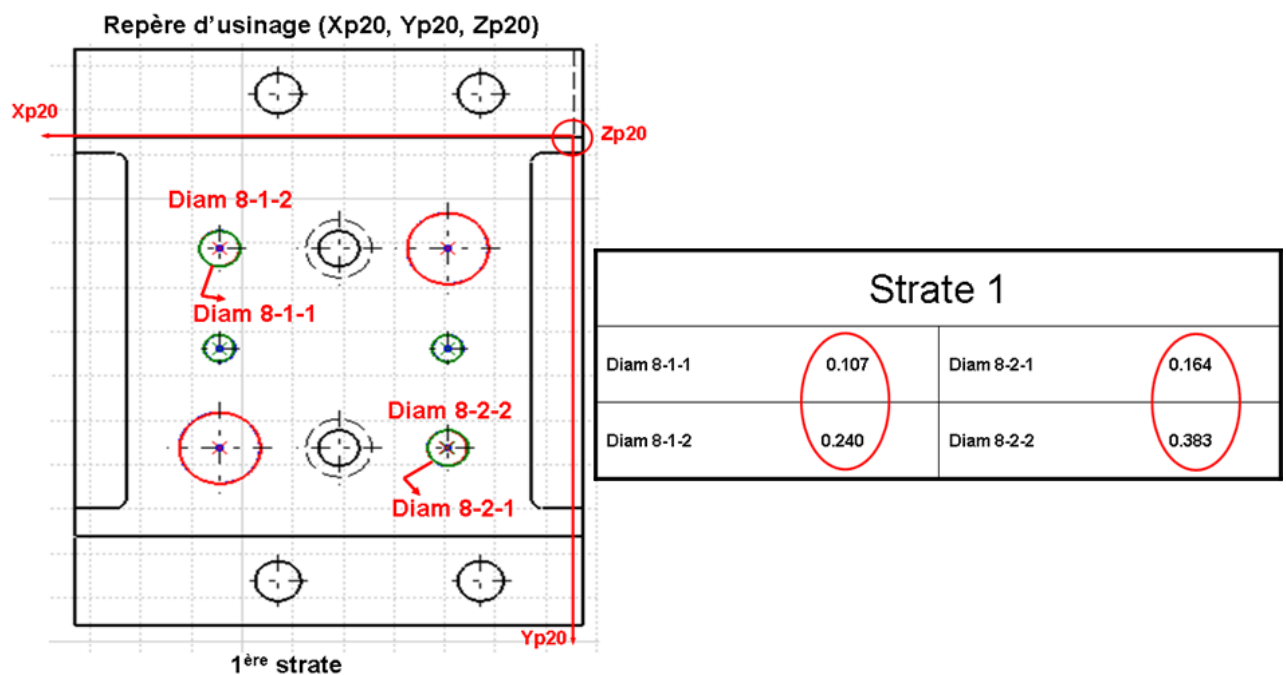 Repère d'usinage (Xp20, Yp20, Zp20)
Xp20
Zp20
Diam 8-1-2
Diam 8-1-1
Diam 8-2-2
Diam 8-2-1
Yp20
1ère strate
Strate 1
Diam 8-1-1 0.107 Diam 8-2-1 0.164
Diam 8-1-2 0.240 Diam 8-2-2 0.383